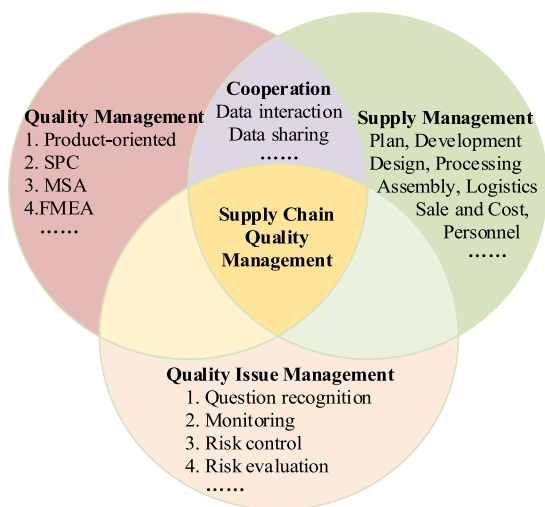 Cooperation
Data interaction
Data sharing
……
Quality Management
1. Product-oriented
2. SPC
3. MSA
4.FMEA
……
Supply Management
Plan, Development
Design, Processing
Assembly, Logistics
Sale and Cost,
Personnel
……
Supply Chain
Quality
Management
Quality Issue Management
1. Question recognition
2. Monitoring
3. Risk control
4. Risk evaluation
……